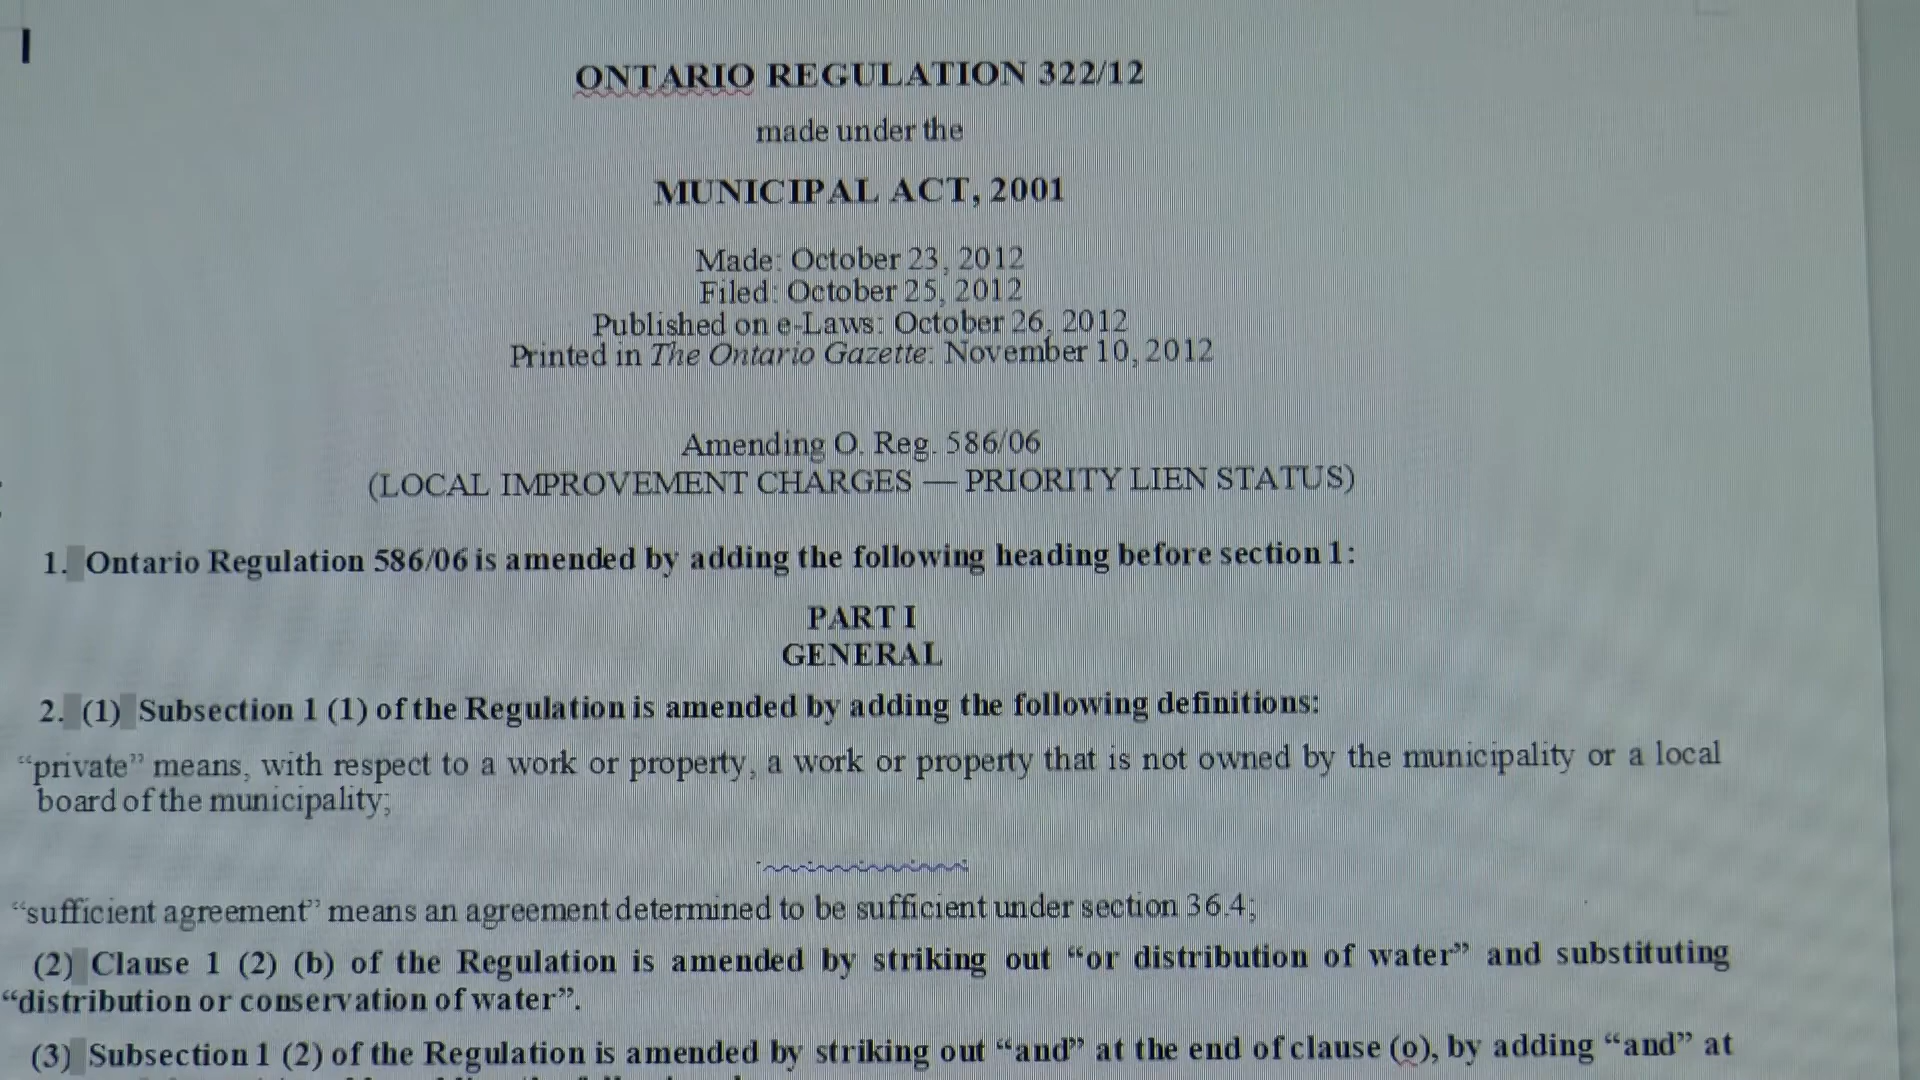 ONTARIO REGULATION 322/12
made under the
MUNICIPAL ACT, 2001
Made: October 23, 2012
Filed: October 25, 2012
Published on e-Laws: October 26, 2012
Printed in The Ontario Gazette: November 10, 2012
Amending O. Reg. 586/06
(LOCAL IMPROVEMENT CHARGES — PRIORITY LIEN STATUS)
1. Ontario Regulation 586/06 is amended by adding the following heading before section 1:
PART I
GENERAL
2. (1) Subsection 1 (1) of the Regulation is amended by adding the following definitions:
“private” means, with respect to a work or property, a work or property that is not owned by the municipality or a local
board of the municipality;
“sufficient agreement” means an agreement determined to be sufficient under section 36.4;
(2) Clause 1 (2) (b) of the Regulation is amended by striking out “or distribution of water” and substituting
“distribution or conservation of water”.
(3) Subsection 1 (2) of the Regulation is amended by striking out “and” at the end of clause (o), by adding “and” at